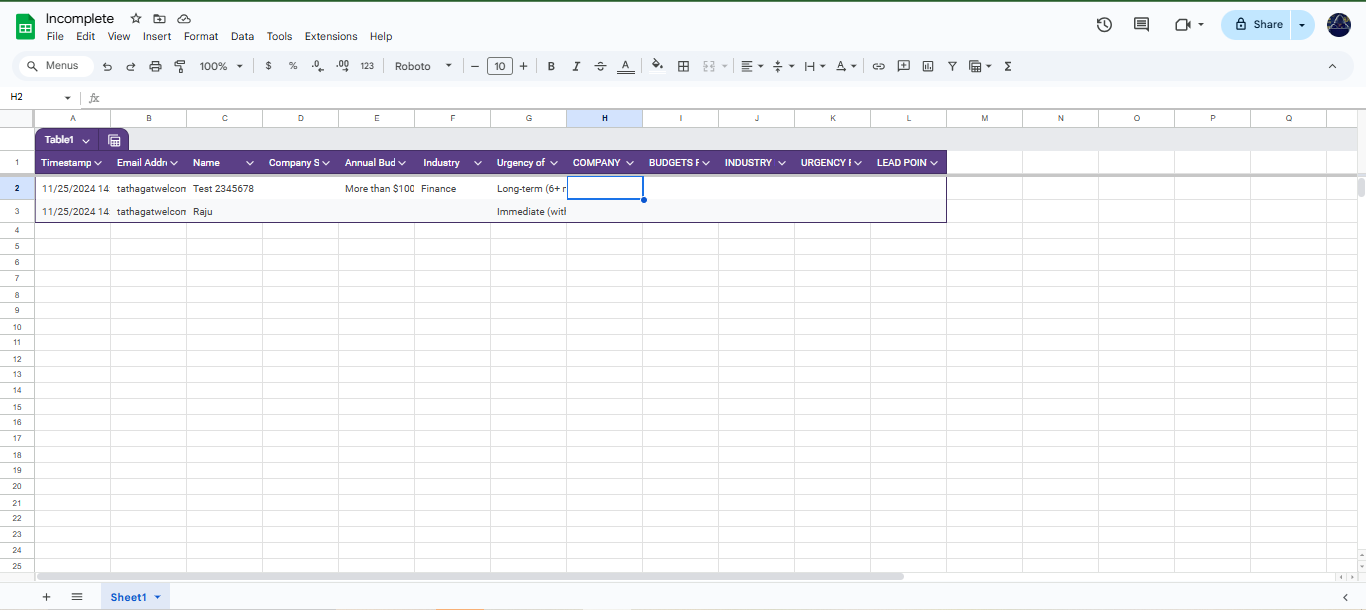 Incomplete
File Edit View Insert Format Data Tools Extensions Help
Share
Menus 100% $ % .0 .00 123 Roboto 10 B I S A A Σ
H2 fx
A B C D E F G H I J K L M N O P Q
Table1
1 Timestamp Email Addre Name Company S Annual Bud Industry Urgency of COMPANY BUDGETS F INDUSTRY URGENCY F LEAD POIN
2 11/25/2024 14 tathagatwelcom Test 2345678 More than $100 Finance Long-term (6+ r
3 11/25/2024 14 tathagatwelcom Raju Immediate (with
4
5
6
7
8
9
10
11
12
13
14
15
16
17
18
19
20
21
22
23
24
25
+ Sheet1